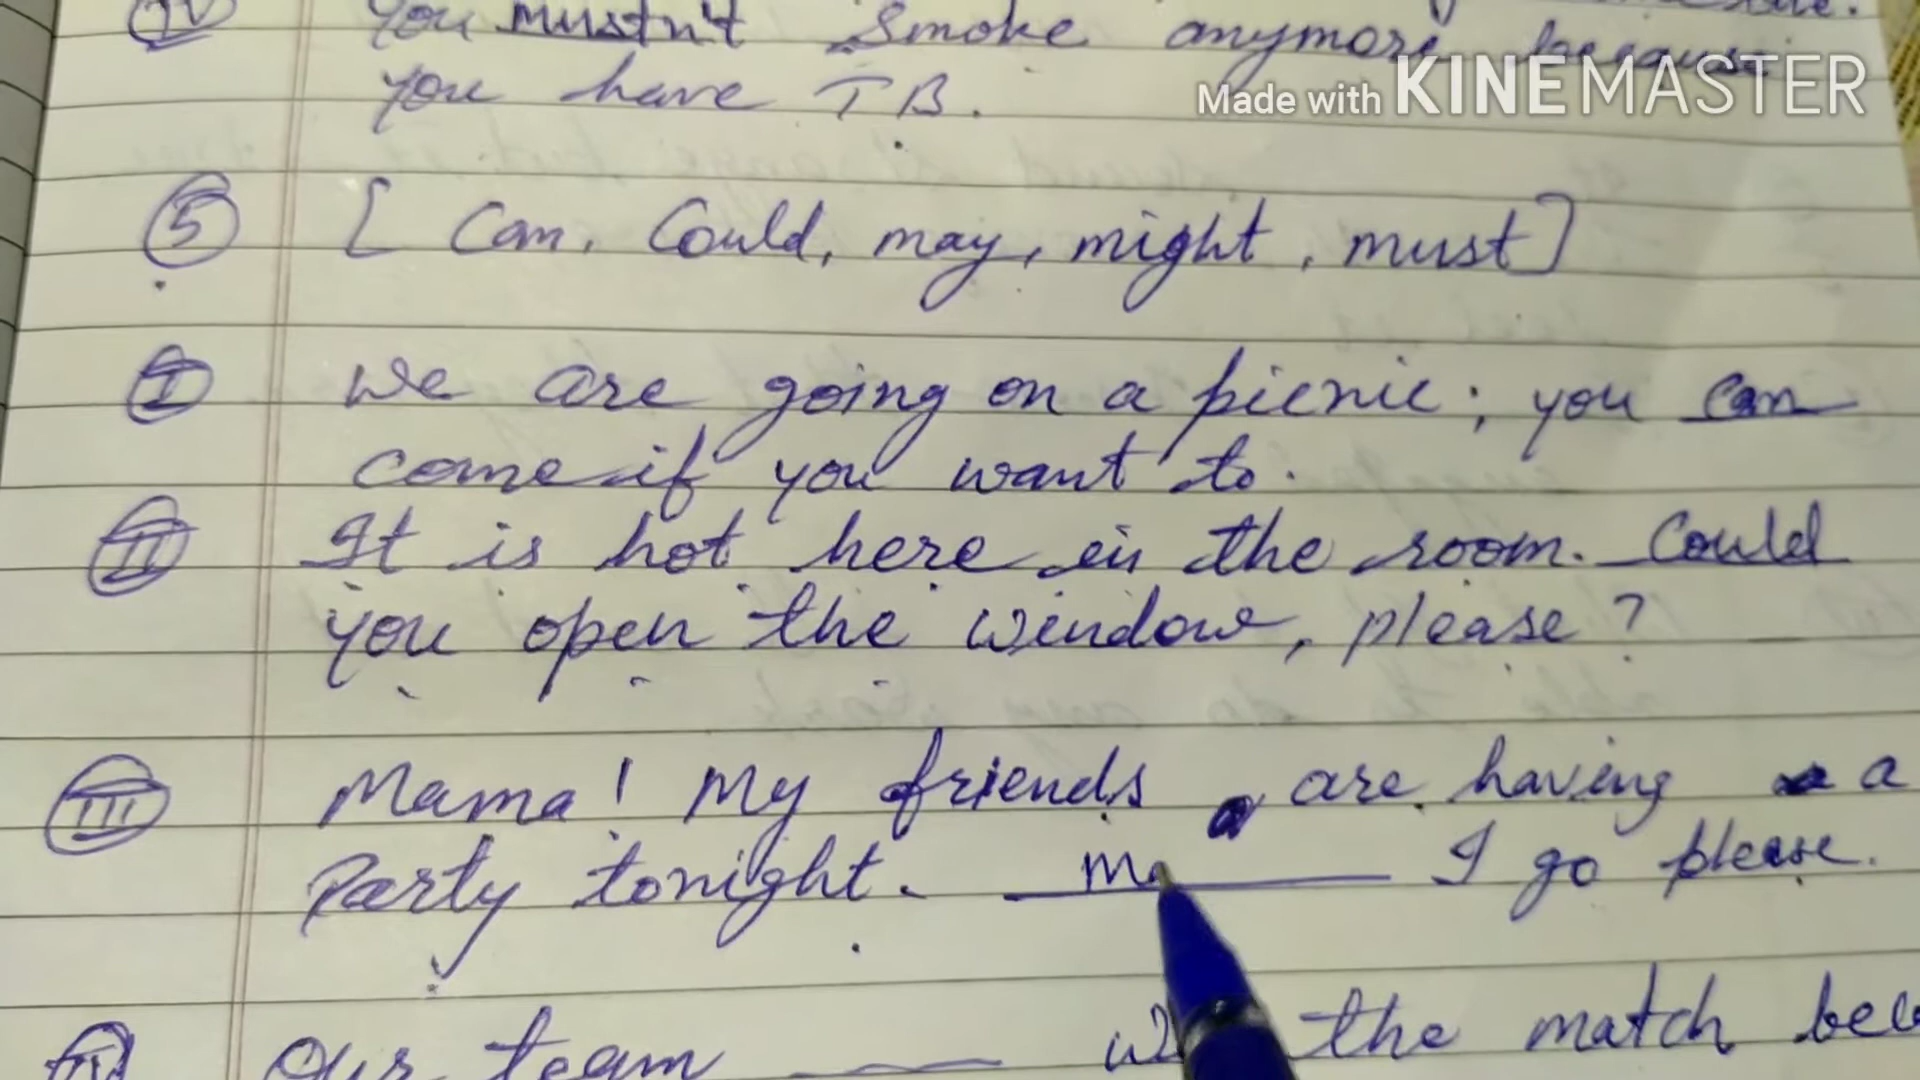 IV You mustn't smoke anymore because
you have TB.
Made with KINEMASTER
5 [ Can, Could, may, might, must]
I we are going on a picnic; you can
come if you want to.
II It is hot here in the room. Could
you open the window, please?
III Mama! My friends are having a
Party tonight. Ma I go please.
Our team ___ the match